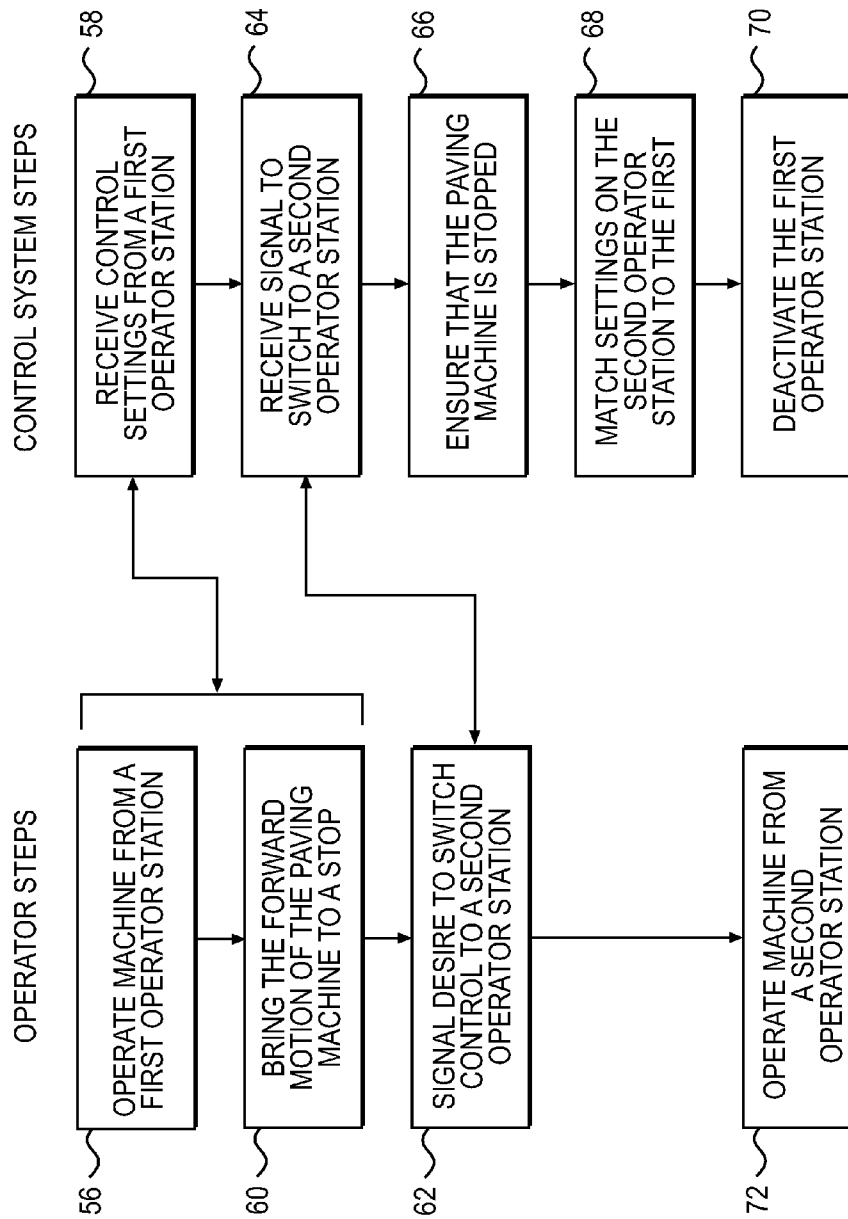 OPERATOR STEPS
56
OPERATE MACHINE FROM A
FIRST OPERATOR STATION
60
BRING THE FORWARD
MOTION OF THE PAVING
MACHINE TO A STOP
62
SIGNAL DESIRE TO SWITCH
CONTROL TO A SECOND
OPERATOR STATION
72
OPERATE MACHINE FROM
A SECOND
OPERATOR STATION
CONTROL SYSTEM STEPS
58
RECEIVE CONTROL
SETTINGS FROM A FIRST
OPERATOR STATION
64
RECEIVE SIGNAL TO
SWITCH TO A SECOND
OPERATOR STATION
66
ENSURE THAT THE PAVING
MACHINE IS STOPPED
68
MATCH SETTINGS ON THE
SECOND OPERATOR
STATION TO THE FIRST
70
DEACTIVATE THE FIRST
OPERATOR STATION